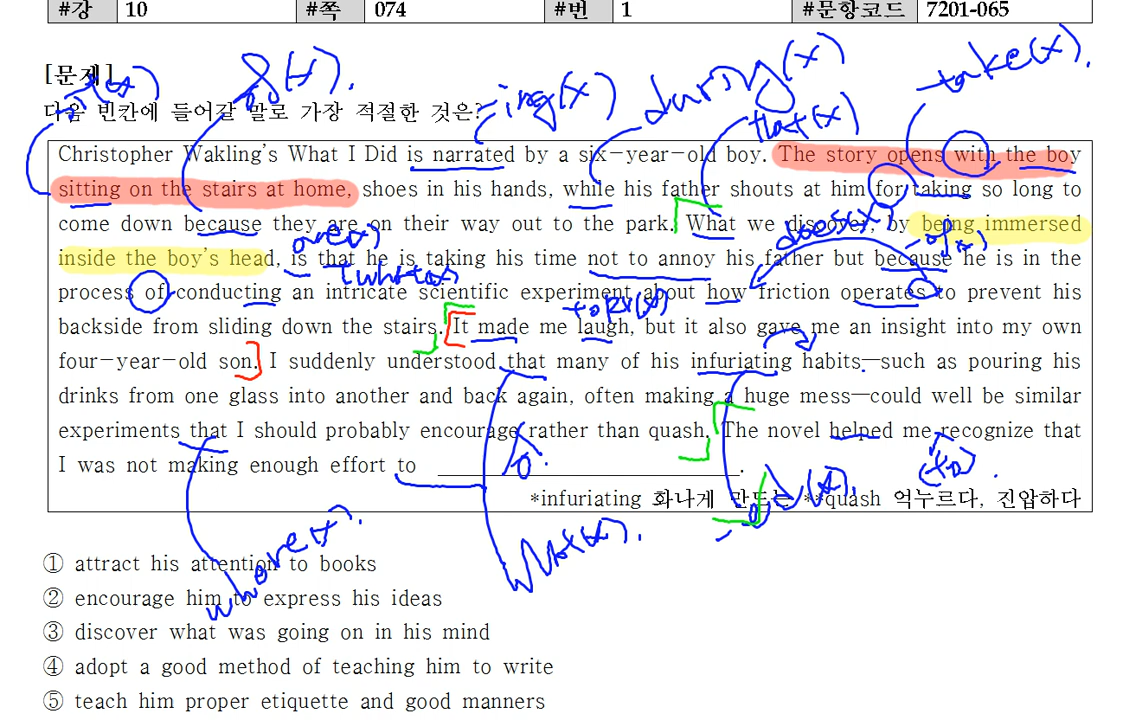 #강 10 #쪽 074 #번 1 #문항코드 7201-065
[문제]
다음 빈칸에 들어갈 말로 가장 적절한 것은?
-ing(x) during(x) that(x) take(x).
Christopher Wakling's What I Did is narrated by a six-year-old boy. The story opens with the boy
sitting on the stairs at home, shoes in his hands, while his father shouts at him for taking so long to
come down because they are on their way out to the park. What we discover, by being immersed
does(x)
inside the boy's head, is that he is taking his time not to annoy his father but because he is in the
process of conducting an intricate scientific experiment about how friction operates to prevent his
backside from sliding down the stairs. It made me laugh, but it also gave me an insight into my own
four-year-old son. I suddenly understood that many of his infuriating habits—such as pouring his
drinks from one glass into another and back again, often making a huge mess—could well be similar
experiments that I should probably encourage rather than quash. The novel helped me recognize that
I was not making enough effort to ____________________.
(to)
*infuriating 화나게 만드는 **quash 억누르다, 진압하다
where(x).
① attract his attention to books
② encourage him to express his ideas
③ discover what was going on in his mind
④ adopt a good method of teaching him to write
⑤ teach him proper etiquette and good manners